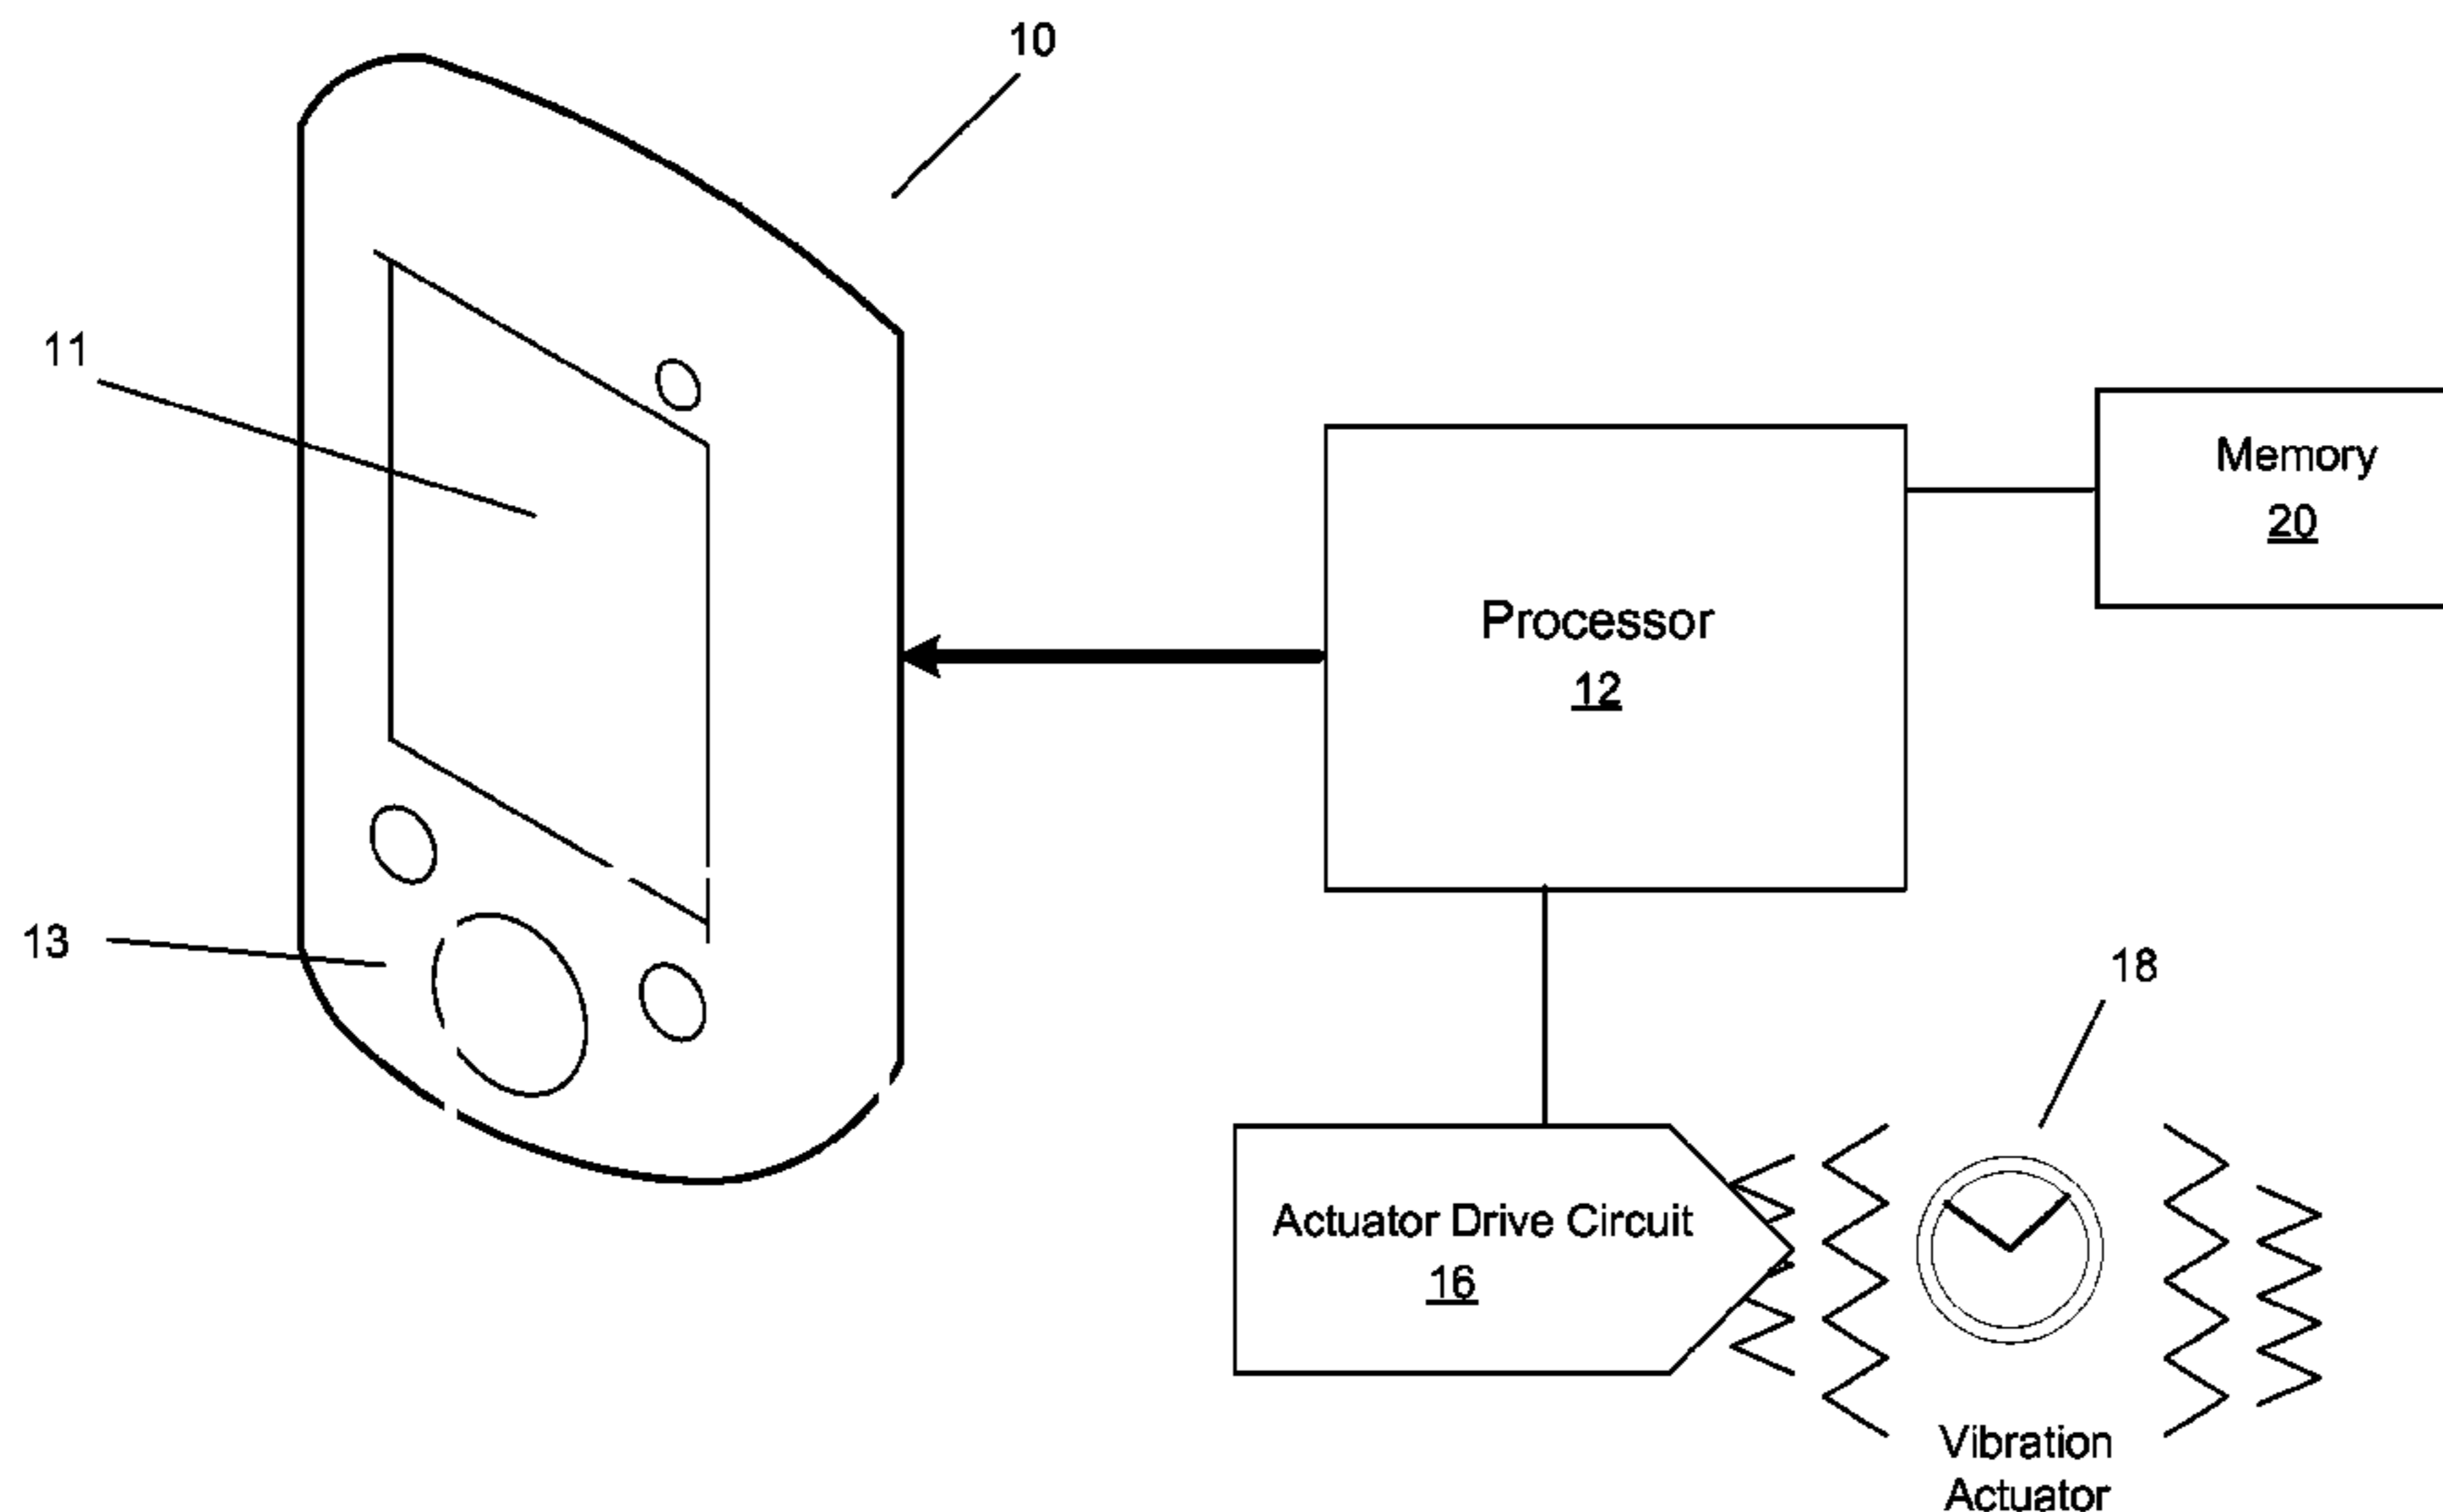 10
11
Memory
20
Processor
12
13
18
Actuator Drive Circuit
16
Vibration
Actuator